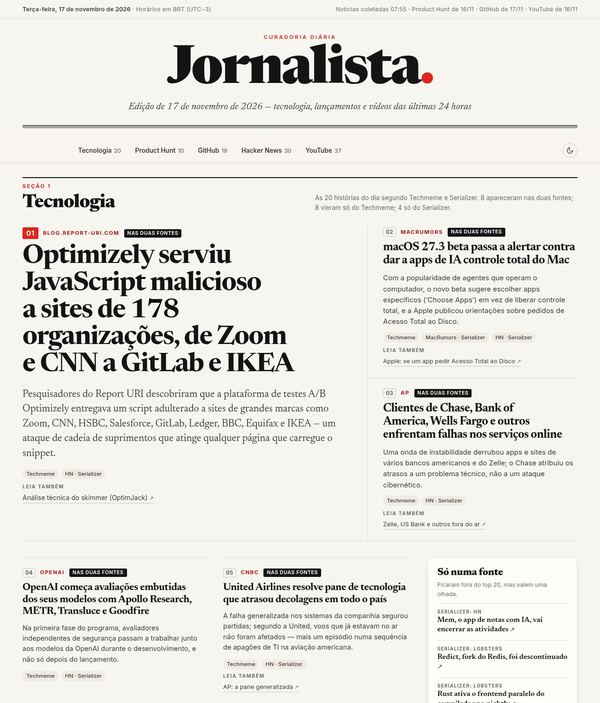 Terça-feira, 17 de novembro de 2026 · Horários em BRT (UTC−3)
Notícias coletadas 07:55 · Product Hunt de 16/11 · GitHub de 17/11 · YouTube de 16/11
CURADORIA DIÁRIA
Jornalista.
Edição de 17 de novembro de 2026 — tecnologia, lançamentos e vídeos das últimas 24 horas
Tecnologia 20
Product Hunt 10
GitHub 19
Hacker News 30
YouTube 37
SEÇÃO 1
Tecnologia
As 20 histórias do dia segundo Techmeme e Serializer. 8 apareceram nas duas fontes;
8 vieram só do Techmeme; 4 só do Serializer.
01 BLOG.REPORT-URI.COM NAS DUAS FONTES
Optimizely serviu
JavaScript malicioso
a sites de 178
organizações, de Zoom
e CNN a GitLab e IKEA
Pesquisadores do Report URI descobriram que a plataforma de testes A/B
Optimizely entregava um script adulterado a sites de grandes marcas como
Zoom, CNN, HSBC, Salesforce, GitLab, Ledger, BBC, Equifax e IKEA — um
ataque de cadeia de suprimentos que atinge qualquer página que carregue o
snippet.
Techmeme
HN · Serializer
LEIA TAMBÉM
Análise técnica do skimmer (OptimJack) ↗
02 MACRUMORS NAS DUAS FONTES
macOS 27.3 beta passa a alertar contra
dar a apps de IA controle total do Mac
Com a popularidade de agentes que operam o
computador, o novo beta sugere escolher apps
específicos ('Choose Apps') em vez de liberar controle
total, e a Apple publicou orientações sobre pedidos de
Acesso Total ao Disco.
Techmeme
MacRumors · Serializer
HN · Serializer
LEIA TAMBÉM
Apple: se um app pedir Acesso Total ao Disco ↗
03 AP NAS DUAS FONTES
Clientes de Chase, Bank of
America, Wells Fargo e outros
enfrentam falhas nos serviços online
Uma onda de instabilidade derrubou apps e sites de
vários bancos americanos e do Zelle; o Chase atribuiu os
atrasos a um problema técnico, não a um ataque
cibernético.
Techmeme
HN · Serializer
LEIA TAMBÉM
Zelle, US Bank e outros fora do ar ↗
04 OPENAI NAS DUAS FONTES
OpenAI começa avaliações embutidas
dos seus modelos com Apollo Research,
METR, Transluce e Goodfire
Na primeira fase do programa, avaliadores
independentes de segurança passam a trabalhar junto
aos modelos da OpenAI durante o desenvolvimento, e
não só depois do lançamento.
Techmeme
HN · Serializer
05 CNBC NAS DUAS FONTES
United Airlines resolve pane de tecnologia
que atrasou decolagens em todo o país
A falha generalizada nos sistemas da companhia segurou
partidas; segundo a United, voos que já estavam no ar
não foram afetados — mais um episódio numa sequência
de apagões de TI na aviação americana.
Techmeme
HN · Serializer
LEIA TAMBÉM
AP: a pane generalizada ↗
Só numa fonte
Ficaram fora do top 20, mas valem uma
olhada.
SERIALIZER: HN
Mem, o app de notas com IA, vai
encerrar as atividades ↗
SERIALIZER: LOBSTERS
Redict, fork do Redis, foi descontinuado
↗
SERIALIZER: LOBSTERS
Rust ativa o frontend paralelo do